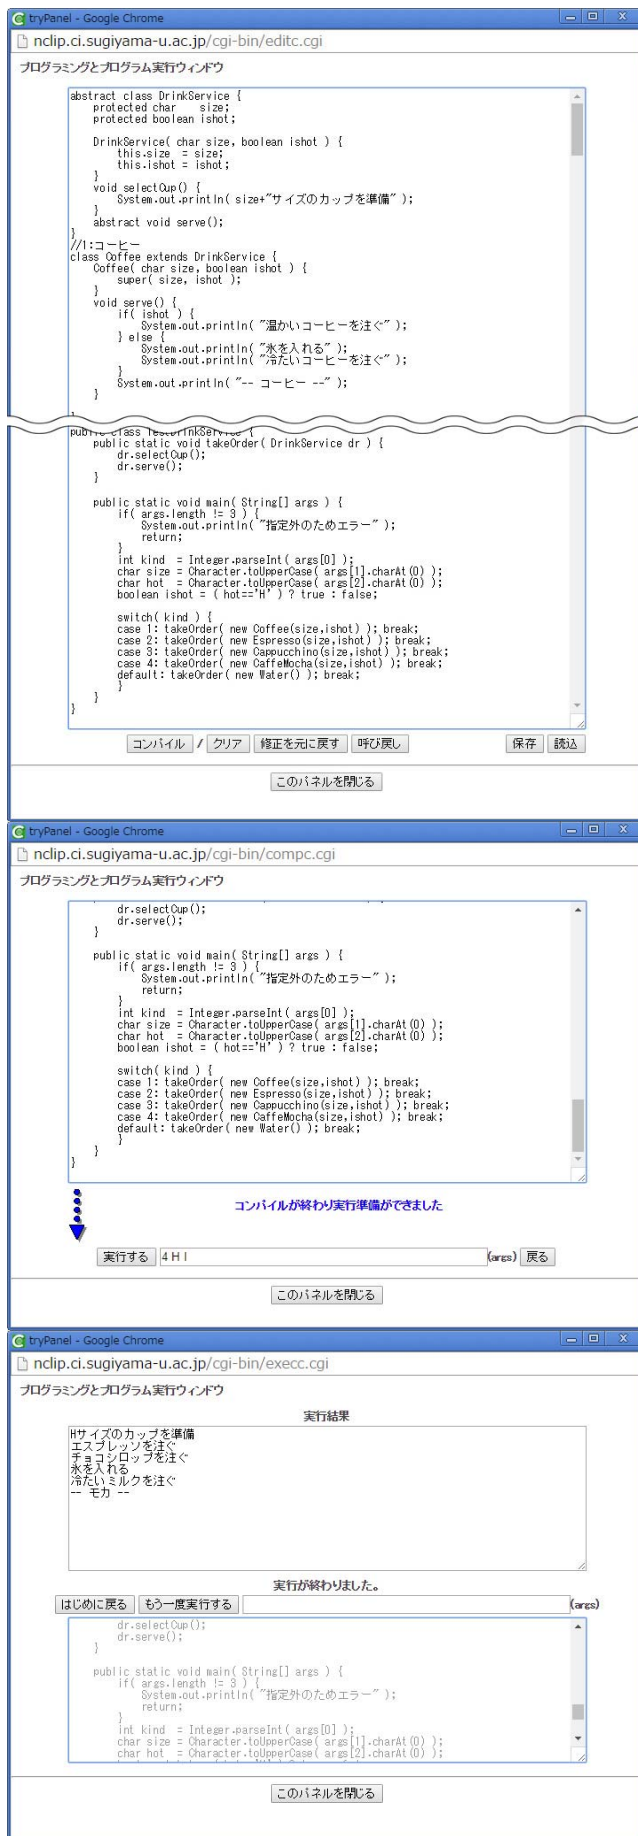 tryPanel - Google Chrome
nclip.ci.sugiyama-u.ac.jp/cgi-bin/editc.cgi
プログラミングとプログラム実行ウィンドウ
abstract class DrinkService {
    protected char    size;
    protected boolean ishot;

    DrinkService( char size, boolean ishot ) {
        this.size  = size;
        this.ishot = ishot;
    }
    void selectCup() {
        System.out.println( size+"サイズのカップを準備" );
    }
    abstract void serve();
}
//1:コーヒー
class Coffee extends DrinkService {
    Coffee( char size, boolean ishot ) {
        super( size, ishot );
    }
    void serve() {
        if( ishot ) {
            System.out.println( "温かいコーヒーを注ぐ" );
        } else {
            System.out.println( "氷を入れる" );
            System.out.println( "冷たいコーヒーを注ぐ" );
        }
        System.out.println( "-- コーヒー --" );
    }
public class TestDrinkService {
    public static void takeOrder( DrinkService dr ) {
        dr.selectCup();
        dr.serve();
    }

    public static void main( String[] args ) {
        if( args.length != 3 ) {
            System.out.println( "指定外のためエラー" );
            return;
        }
        int kind  = Integer.parseInt( args[0] );
        char size = Character.toUpperCase( args[1].charAt(0) );
        char hot  = Character.toUpperCase( args[2].charAt(0) );
        boolean ishot = ( hot=='H' ) ? true : false;

        switch( kind ) {
        case 1: takeOrder( new Coffee(size,ishot) ); break;
        case 2: takeOrder( new Espresso(size,ishot) ); break;
        case 3: takeOrder( new Cappucchino(size,ishot) ); break;
        case 4: takeOrder( new CaffeMocha(size,ishot) ); break;
        default: takeOrder( new Water() ); break;
        }
    }
}
コンパイル / クリア 修正を元に戻す 呼び戻し 保存 読込
このパネルを閉じる
tryPanel - Google Chrome
nclip.ci.sugiyama-u.ac.jp/cgi-bin/compc.cgi
プログラミングとプログラム実行ウィンドウ
        dr.selectCup();
        dr.serve();
    }

    public static void main( String[] args ) {
        if( args.length != 3 ) {
            System.out.println( "指定外のためエラー" );
            return;
        }
        int kind  = Integer.parseInt( args[0] );
        char size = Character.toUpperCase( args[1].charAt(0) );
        char hot  = Character.toUpperCase( args[2].charAt(0) );
        boolean ishot = ( hot=='H' ) ? true : false;

        switch( kind ) {
        case 1: takeOrder( new Coffee(size,ishot) ); break;
        case 2: takeOrder( new Espresso(size,ishot) ); break;
        case 3: takeOrder( new Cappucchino(size,ishot) ); break;
        case 4: takeOrder( new CaffeMocha(size,ishot) ); break;
        default: takeOrder( new Water() ); break;
        }
    }
}
コンパイルが終わり実行準備ができました
実行する 4 H I (args) 戻る
このパネルを閉じる
tryPanel - Google Chrome
nclip.ci.sugiyama-u.ac.jp/cgi-bin/execc.cgi
プログラミングとプログラム実行ウィンドウ
実行結果
Hサイズのカップを準備
エスプレッソを注ぐ
チョコシロップを注ぐ
氷を入れる
冷たいミルクを注ぐ
-- モカ --
実行が終わりました。
はじめに戻る もう一度実行する (args)
        dr.selectCup();
        dr.serve();
    }

    public static void main( String[] args ) {
        if( args.length != 3 ) {
            System.out.println( "指定外のためエラー" );
            return;
        }
        int kind  = Integer.parseInt( args[0] );
        char size = Character.toUpperCase( args[1].charAt(0) );
        char hot  = Character.toUpperCase( args[2].charAt(0) );
このパネルを閉じる